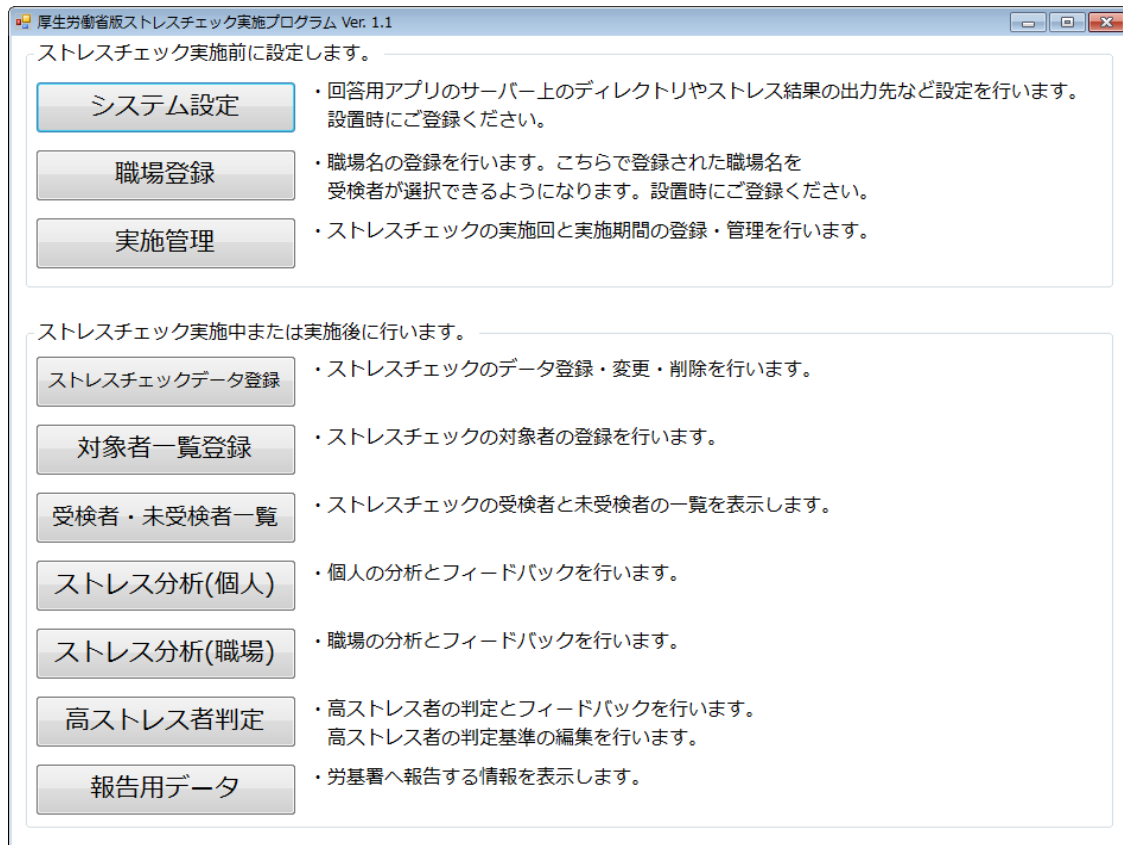 厚生労働省版ストレスチェック実施プログラム Ver. 1.1
ストレスチェック実施前に設定します。
システム設定
・回答用アプリのサーバー上のディレクトリやストレス結果の出力先など設定を行います。
設置時にご登録ください。
職場登録
・職場名の登録を行います。こちらで登録された職場名を
受検者が選択できるようになります。設置時にご登録ください。
実施管理
・ストレスチェックの実施回と実施期間の登録・管理を行います。
ストレスチェック実施中または実施後に行います。
ストレスチェックデータ登録
・ストレスチェックのデータ登録・変更・削除を行います。
対象者一覧登録
・ストレスチェックの対象者の登録を行います。
受検者・未受検者一覧
・ストレスチェックの受検者と未受検者の一覧を表示します。
ストレス分析(個人)
・個人の分析とフィードバックを行います。
ストレス分析(職場)
・職場の分析とフィードバックを行います。
高ストレス者判定
・高ストレス者の判定とフィードバックを行います。
高ストレス者の判定基準の編集を行います。
報告用データ
・労基署へ報告する情報を表示します。